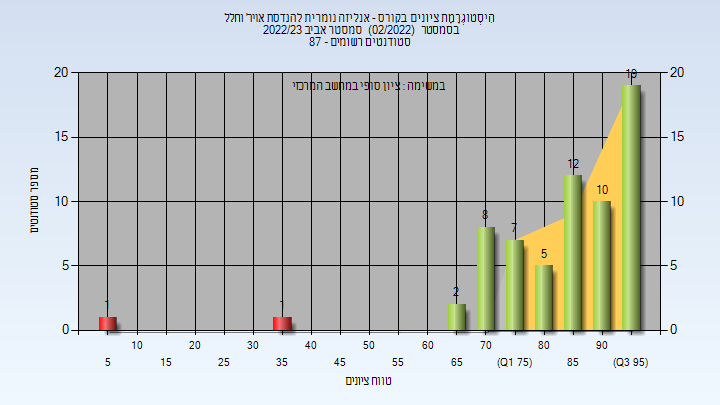 היסטוגרמת ציונים בקורס - אנליזה נומרית להנדסת אויר וחלל
בסמסטר (02/2022) סמסטר אביב 2022/23
סטודנטים רשומים - 87
במשימה : ציון סופי במחשב המרכזי
20 20
15 15
10 10
5 5
0 0
מספר סטודנטים
1 1 2 8 7 5 12 10 19
10 20 30 40 50 60 70 80 90
5 15 25 35 45 55 65 (Q1 75) 85 (Q3 95)
טווח ציונים